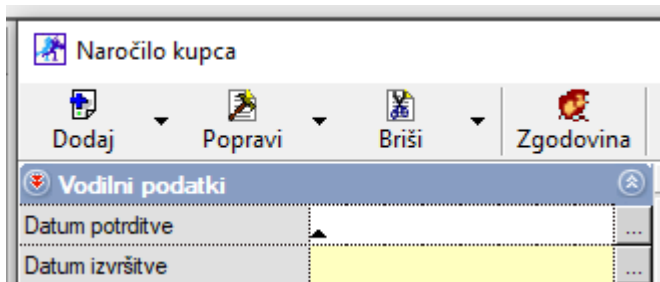 Naročilo kupca
Dodaj Popravi Briši Zgodovina
Vodilni podatki
Datum potrditve ...
Datum izvršitve ...